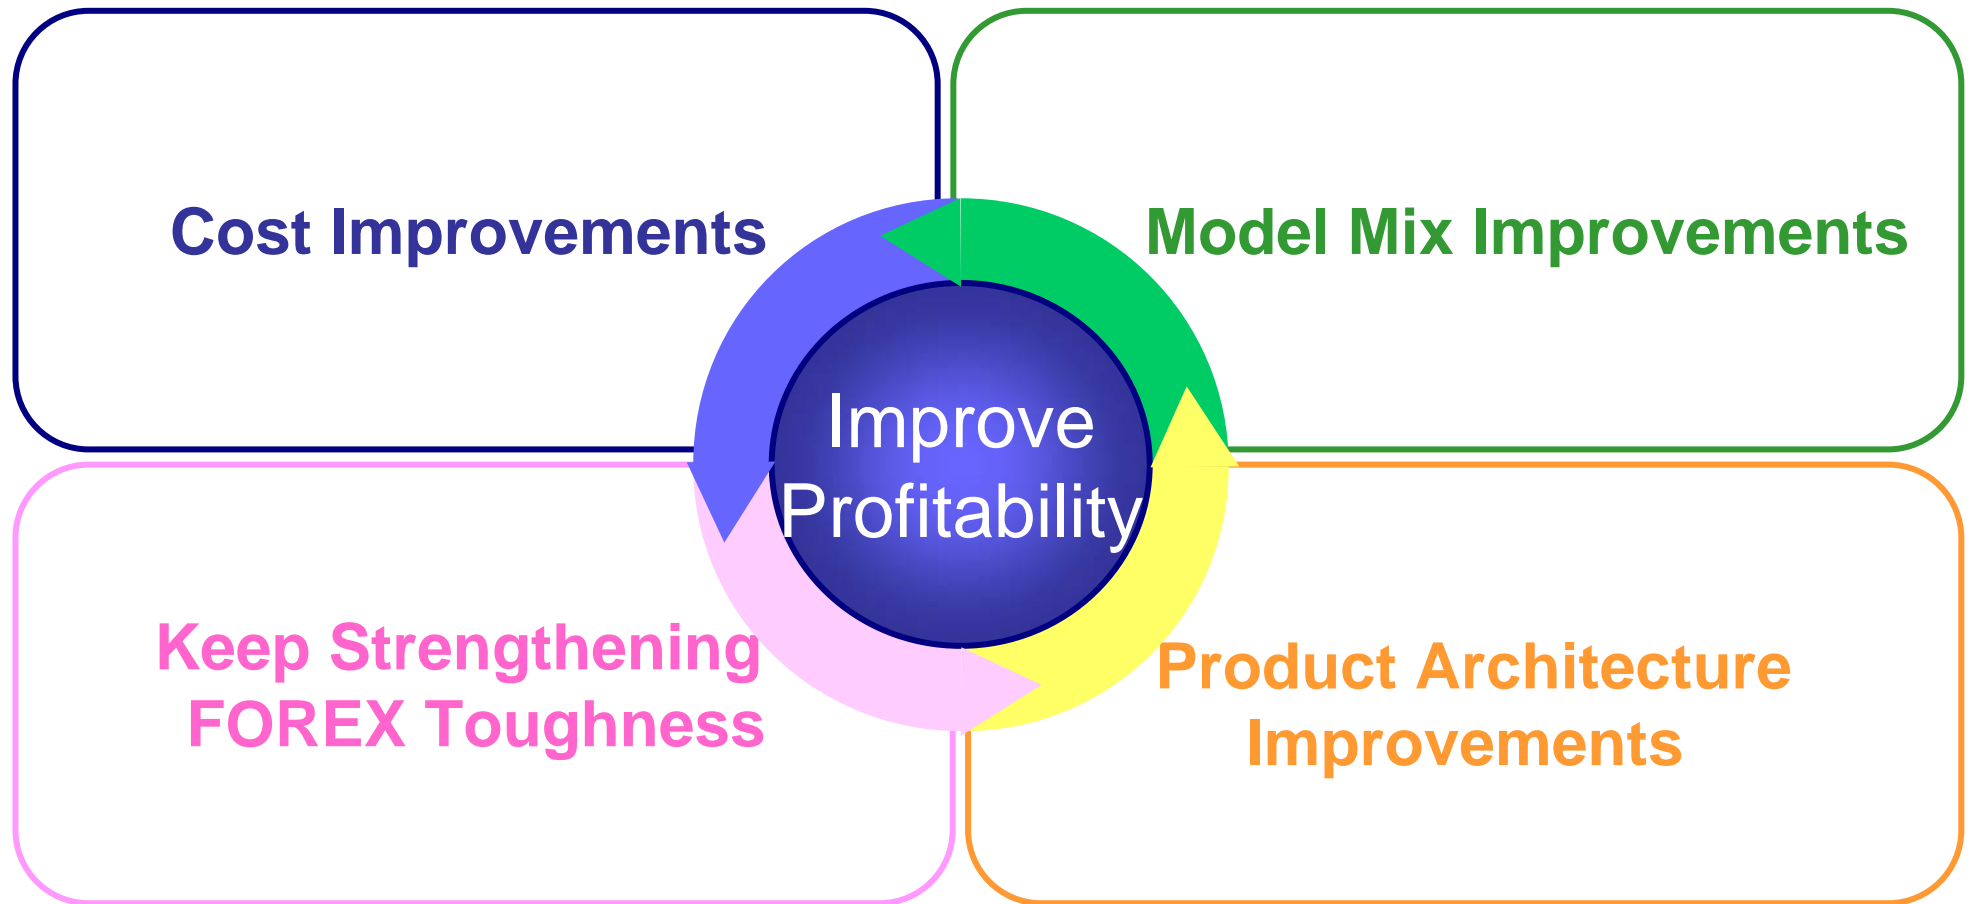 Cost Improvements
Model Mix Improvements
Improve
Profitability
Keep Strengthening
FOREX Toughness
Product Architecture
Improvements